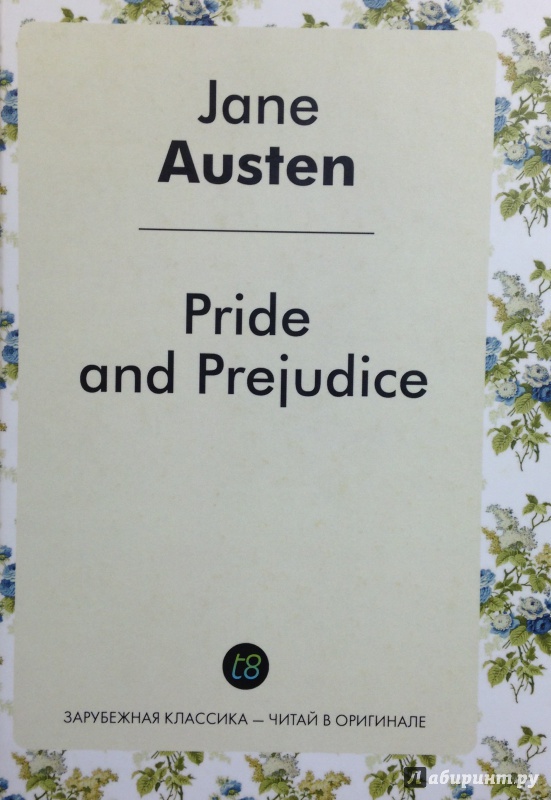 Jane
Austen
Pride
and Prejudice
t8
ЗАРУБЕЖНАЯ КЛАССИКА — ЧИТАЙ В ОРИГИНАЛЕ
Лабиринт.ру